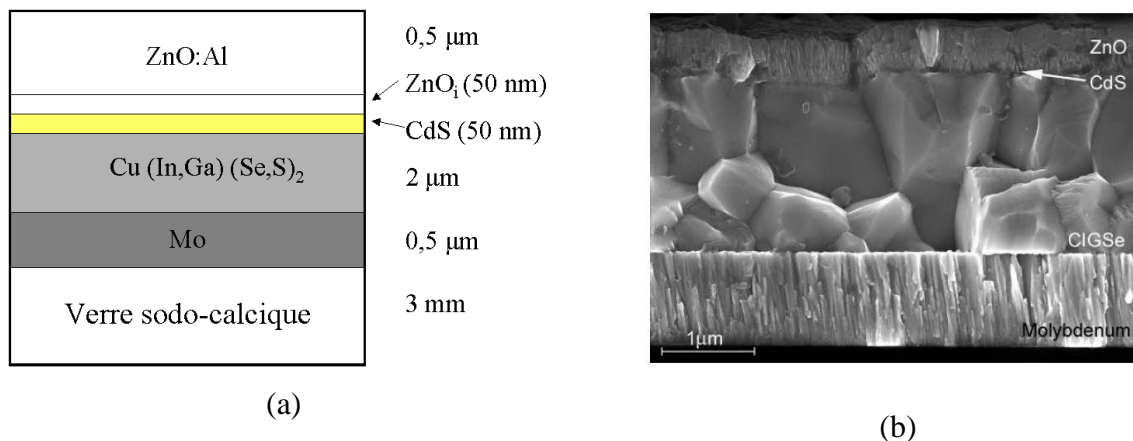 ZnO:Al
0,5 µm
ZnOi (50 nm)
CdS (50 nm)
Cu (In,Ga) (Se,S)2
2 µm
Mo
0,5 µm
Verre sodo-calcique
3 mm
(a)
ZnO
CdS
CIGSe
Molybdenum
1µm
(b)